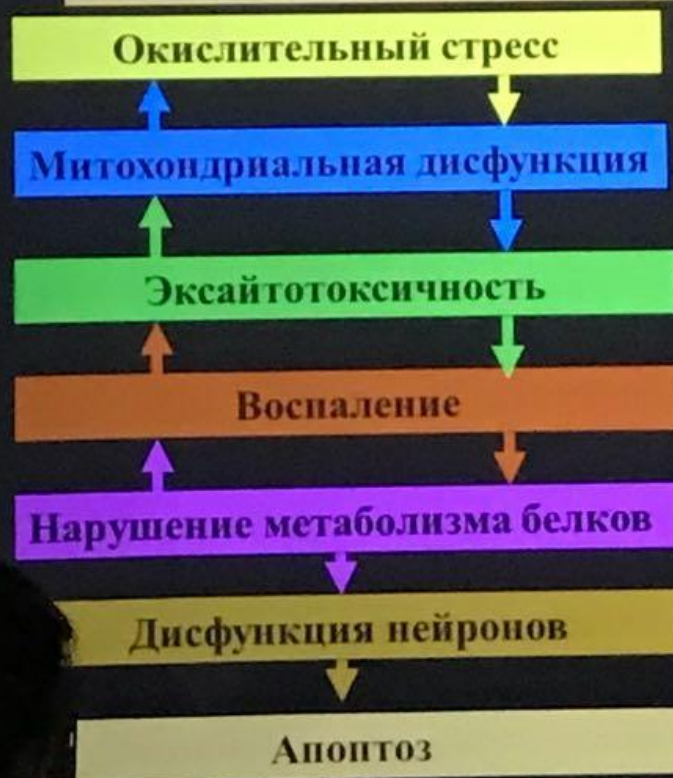 Окислительный стресс
Митохондриальная дисфункция
Эксайтотоксичность
Воспаление
Нарушение метаболизма белков
Дисфункция нейронов
Апоптоз